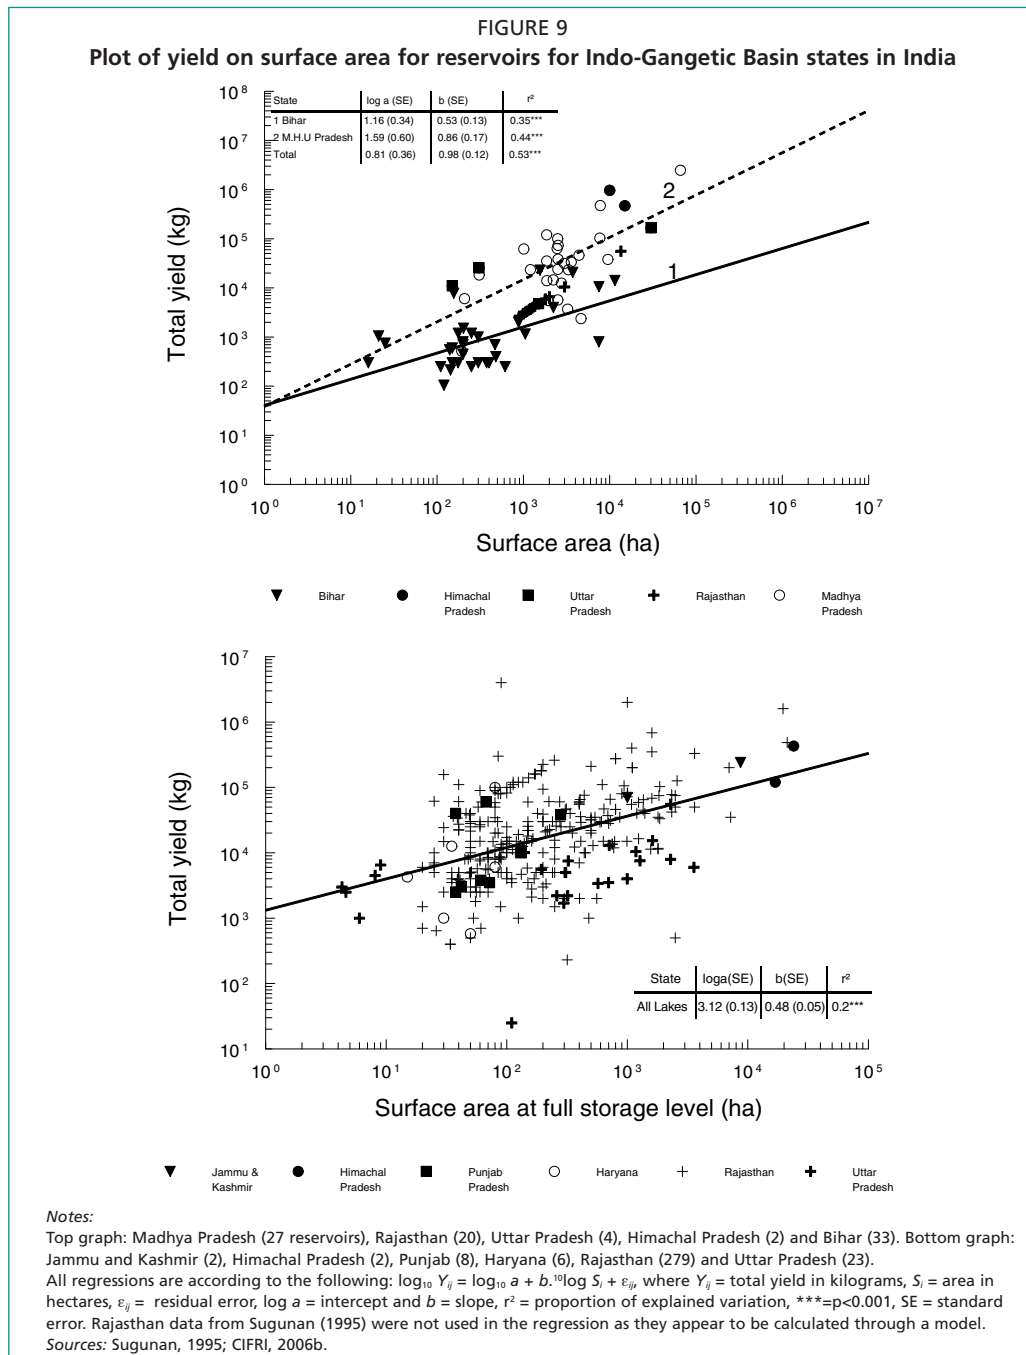 FIGURE 9
Plot of yield on surface area for reservoirs for Indo-Gangetic Basin states in India
State log a (SE) b (SE) r²
1 Bihar 1.16 (0.34) 0.53 (0.13) 0.35***
2 M.H.U Pradesh 1.59 (0.60) 0.86 (0.17) 0.44***
Total 0.81 (0.36) 0.98 (0.12) 0.53***
Total yield (kg)
10⁸
10⁷
10⁶
10⁵
10⁴
10³
10²
10¹
10⁰
2
1
10⁰ 10¹ 10² 10³ 10⁴ 10⁵ 10⁶ 10⁷
Surface area (ha)
Bihar Himachal Pradesh Uttar Pradesh Rajasthan Madhya Pradesh
Total yield (kg)
10⁷
10⁶
10⁵
10⁴
10³
10²
10¹
State loga(SE) b(SE) r²
All Lakes 3.12 (0.13) 0.48 (0.05) 0.2***
10⁰ 10¹ 10² 10³ 10⁴ 10⁵
Surface area at full storage level (ha)
Jammu & Kashmir Himachal Pradesh Punjab Pradesh Haryana Rajasthan Uttar Pradesh
Notes:
Top graph: Madhya Pradesh (27 reservoirs), Rajasthan (20), Uttar Pradesh (4), Himachal Pradesh (2) and Bihar (33). Bottom graph:
Jammu and Kashmir (2), Himachal Pradesh (2), Punjab (8), Haryana (6), Rajasthan (279) and Uttar Pradesh (23).
All regressions are according to the following: log₁₀ Yᵢⱼ = log₁₀ a + b.¹⁰log Sᵢ + εᵢⱼ, where Yᵢⱼ = total yield in kilograms, Sᵢ = area in
hectares, εᵢⱼ = residual error, log a = intercept and b = slope, r² = proportion of explained variation, ***=p<0.001, SE = standard
error. Rajasthan data from Sugunan (1995) were not used in the regression as they appear to be calculated through a model.
Sources: Sugunan, 1995; CIFRI, 2006b.